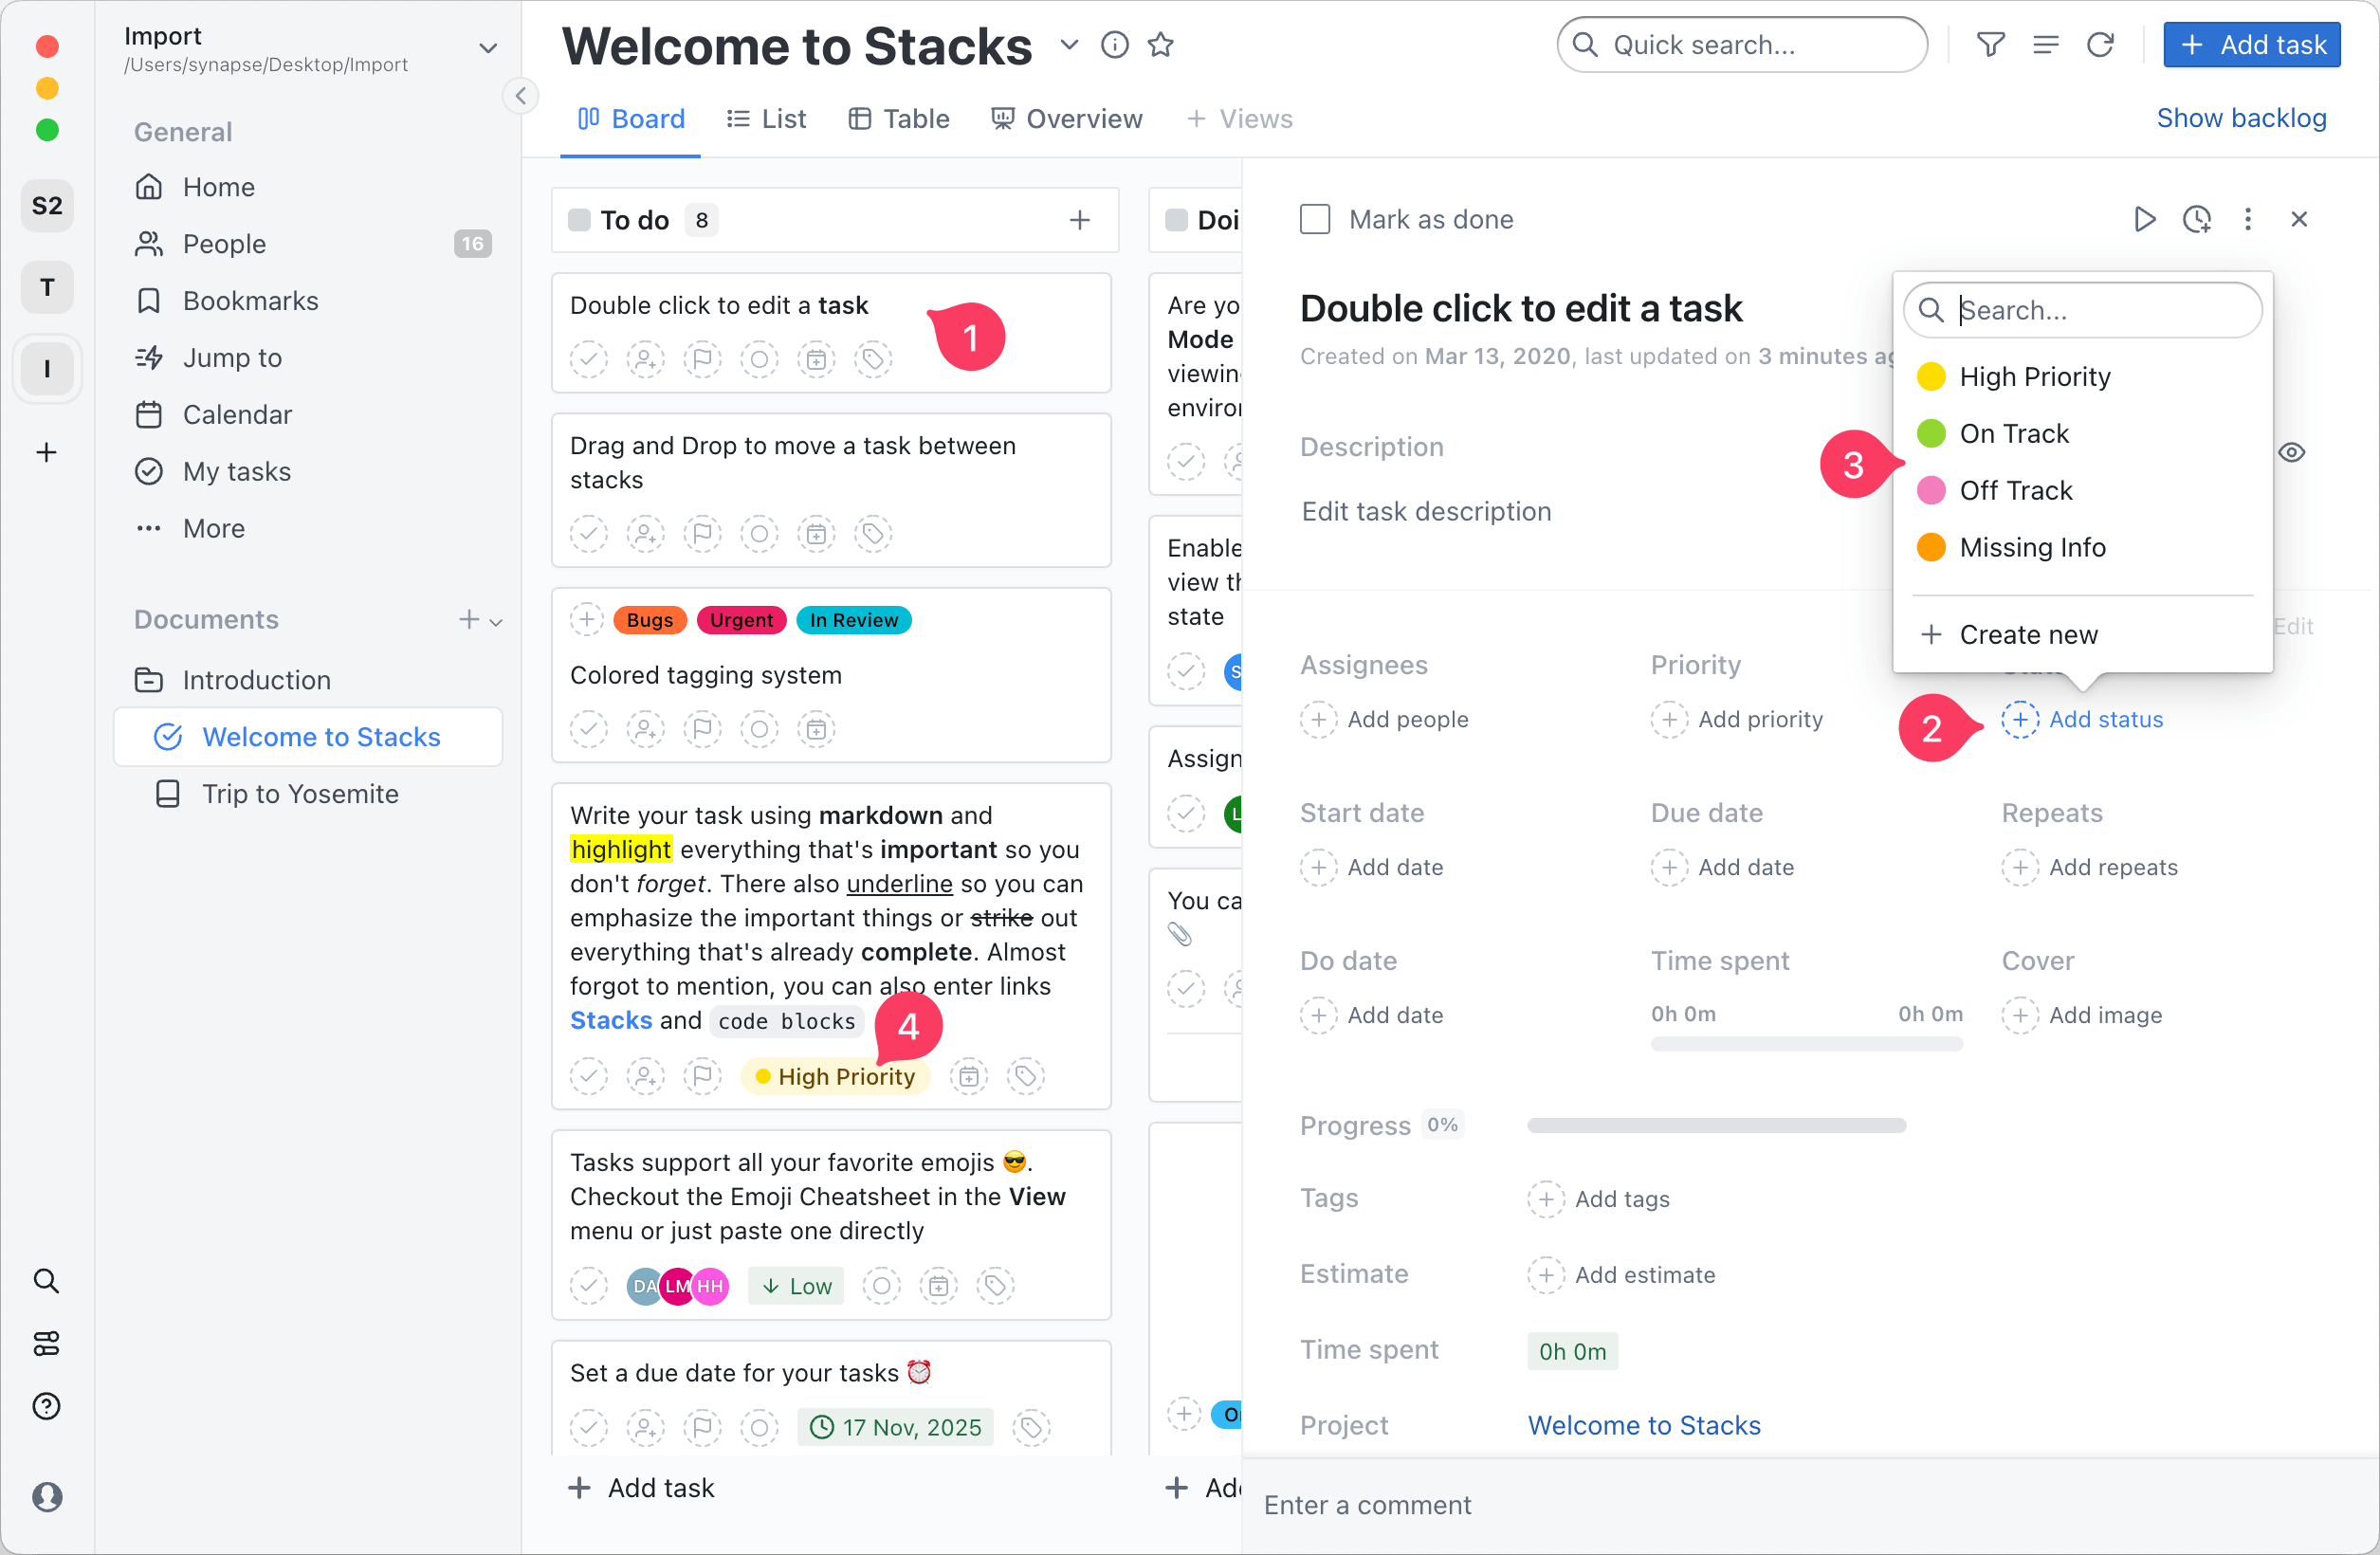 Import
/Users/synapse/Desktop/Import
S2
T
I
General
Home
People 16
Bookmarks
Jump to
Calendar
My tasks
More
Documents
Introduction
Welcome to Stacks
Trip to Yosemite
Welcome to Stacks
Quick search...
Add task
Board
List
Table
Overview
Views
Show backlog
To do 8
Double click to edit a task
1
Drag and Drop to move a task between
stacks
Bugs
Urgent
In Review
Colored tagging system
Write your task using markdown and
highlight everything that's important so you
don't forget. There also underline so you can
emphasize the important things or strike out
everything that's already complete. Almost
forgot to mention, you can also enter links
Stacks and code blocks
4
High Priority
Tasks support all your favorite emojis 😎.
Checkout the Emoji Cheatsheet in the View
menu or just paste one directly
DA LM HH
Low
Set a due date for your tasks ⏰
17 Nov, 2025
Add task
Doi
Are yo
Mode
viewin
enviro
Enable
view th
state
S
Assign
L
You ca
O
Add
Mark as done
Double click to edit a task
Created on Mar 13, 2020, last updated on 3 minutes ag
Description
Edit task description
Search...
High Priority
On Track
Off Track
Missing Info
Create new
3
Edit
Assignees
Add people
Priority
Add priority
2
Add status
Start date
Add date
Due date
Add date
Repeats
Add repeats
Do date
Add date
Time spent
0h 0m 0h 0m
Cover
Add image
Progress 0%
Tags
Add tags
Estimate
Add estimate
Time spent
0h 0m
Project
Welcome to Stacks
Enter a comment